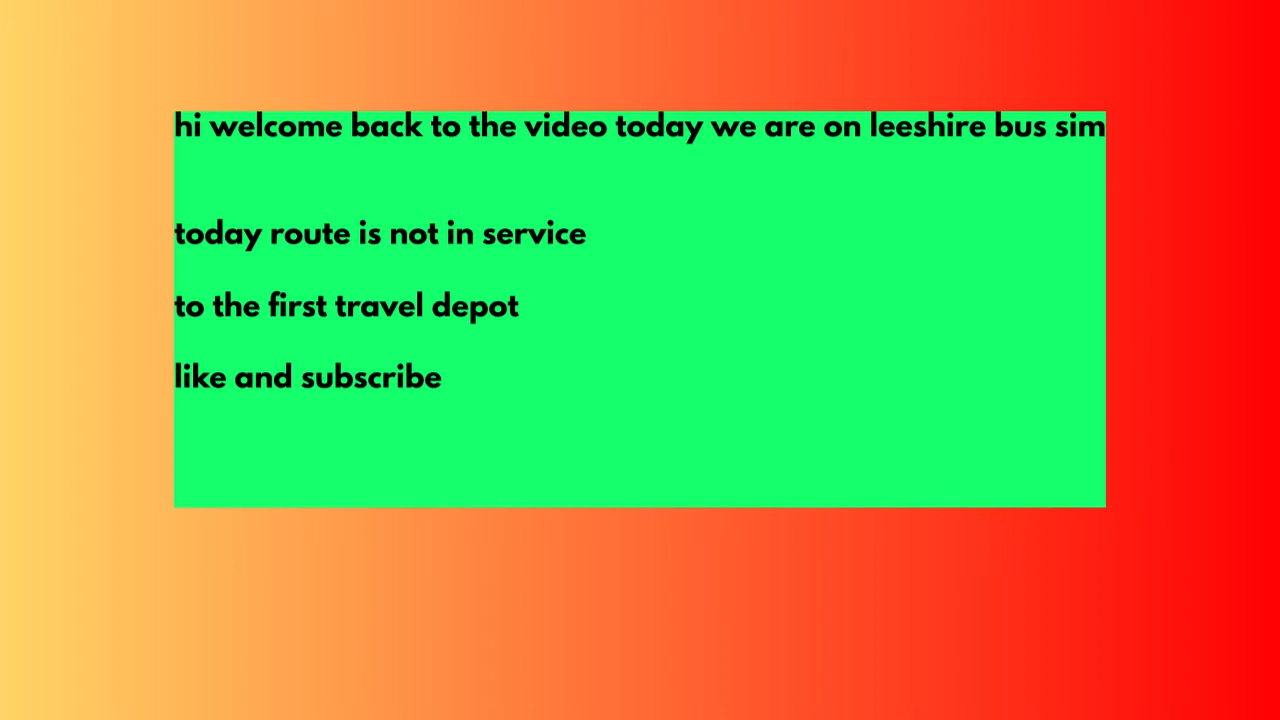 hi welcome back to the video today we are on leeshire bus sim
today route is not in service
to the first travel depot
like and subscribe